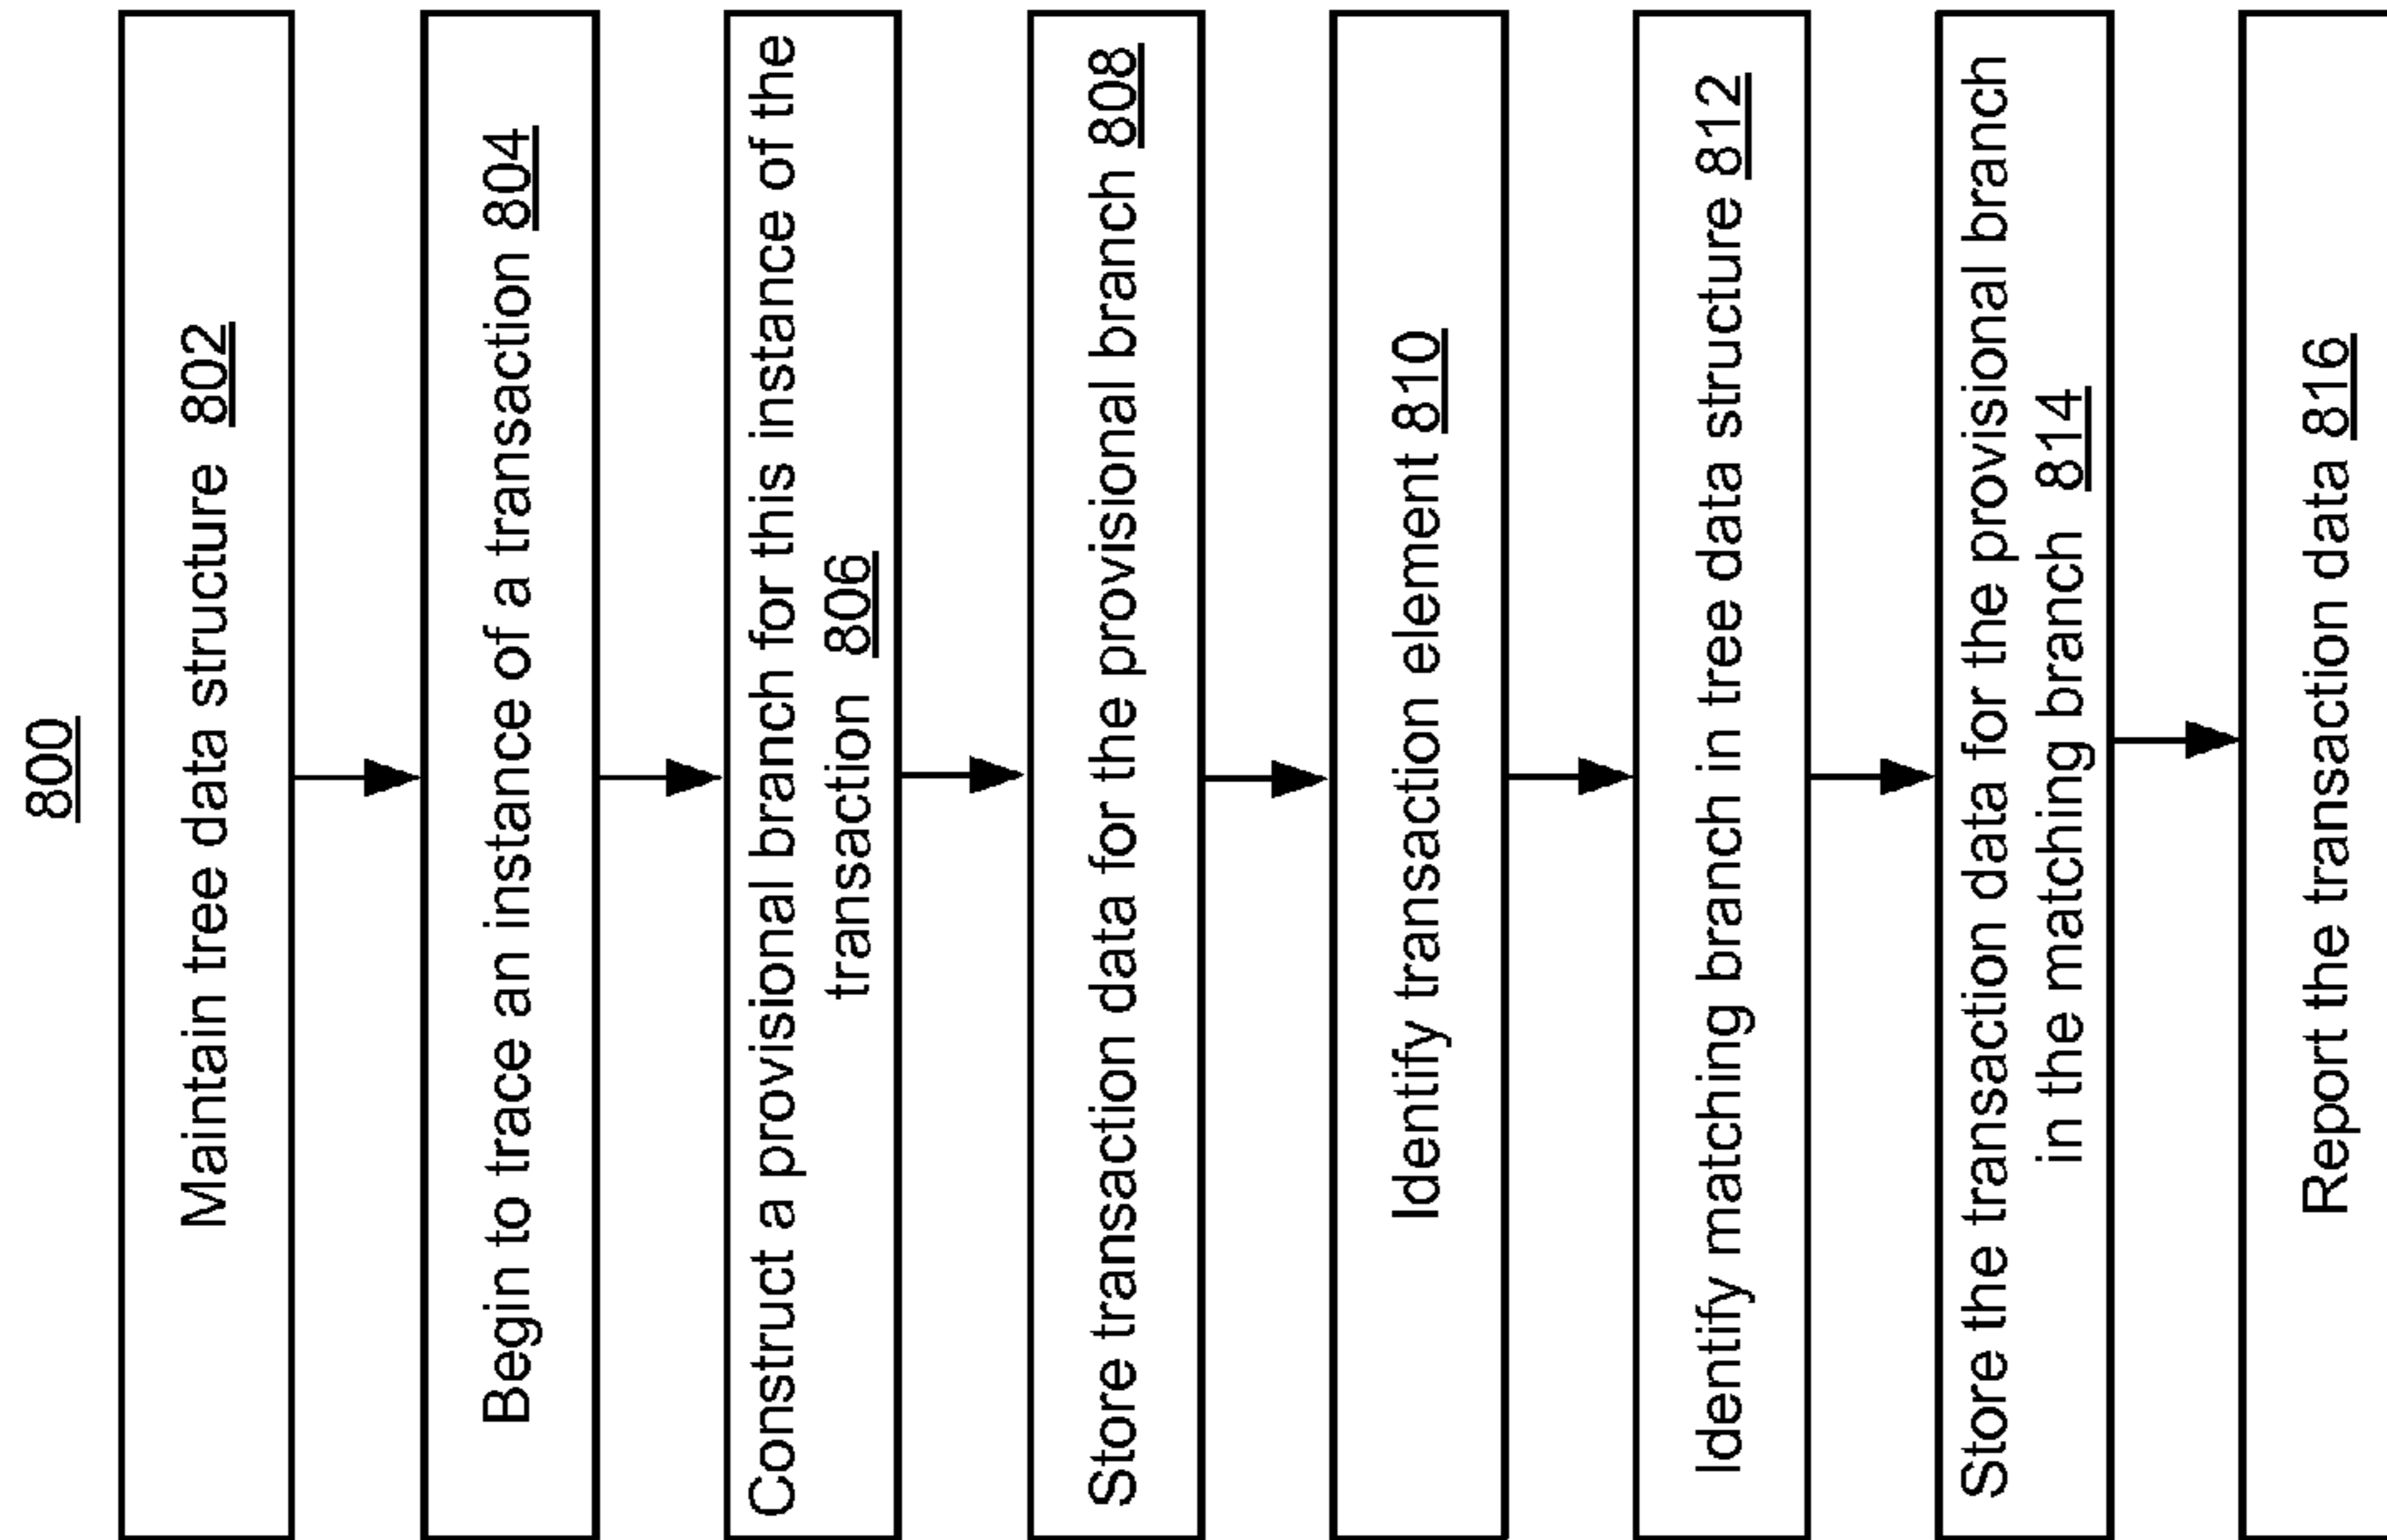 800
Maintain tree data structure 802
Begin to trace an instance of a transaction 804
Construct a provisional branch for this instance of the
transaction 806
Store transaction data for the provisional branch 808
Identify transaction element 810
Identify matching branch in tree data structure 812
Store the transaction data for the provisional branch
in the matching branch 814
Report the transaction data 816